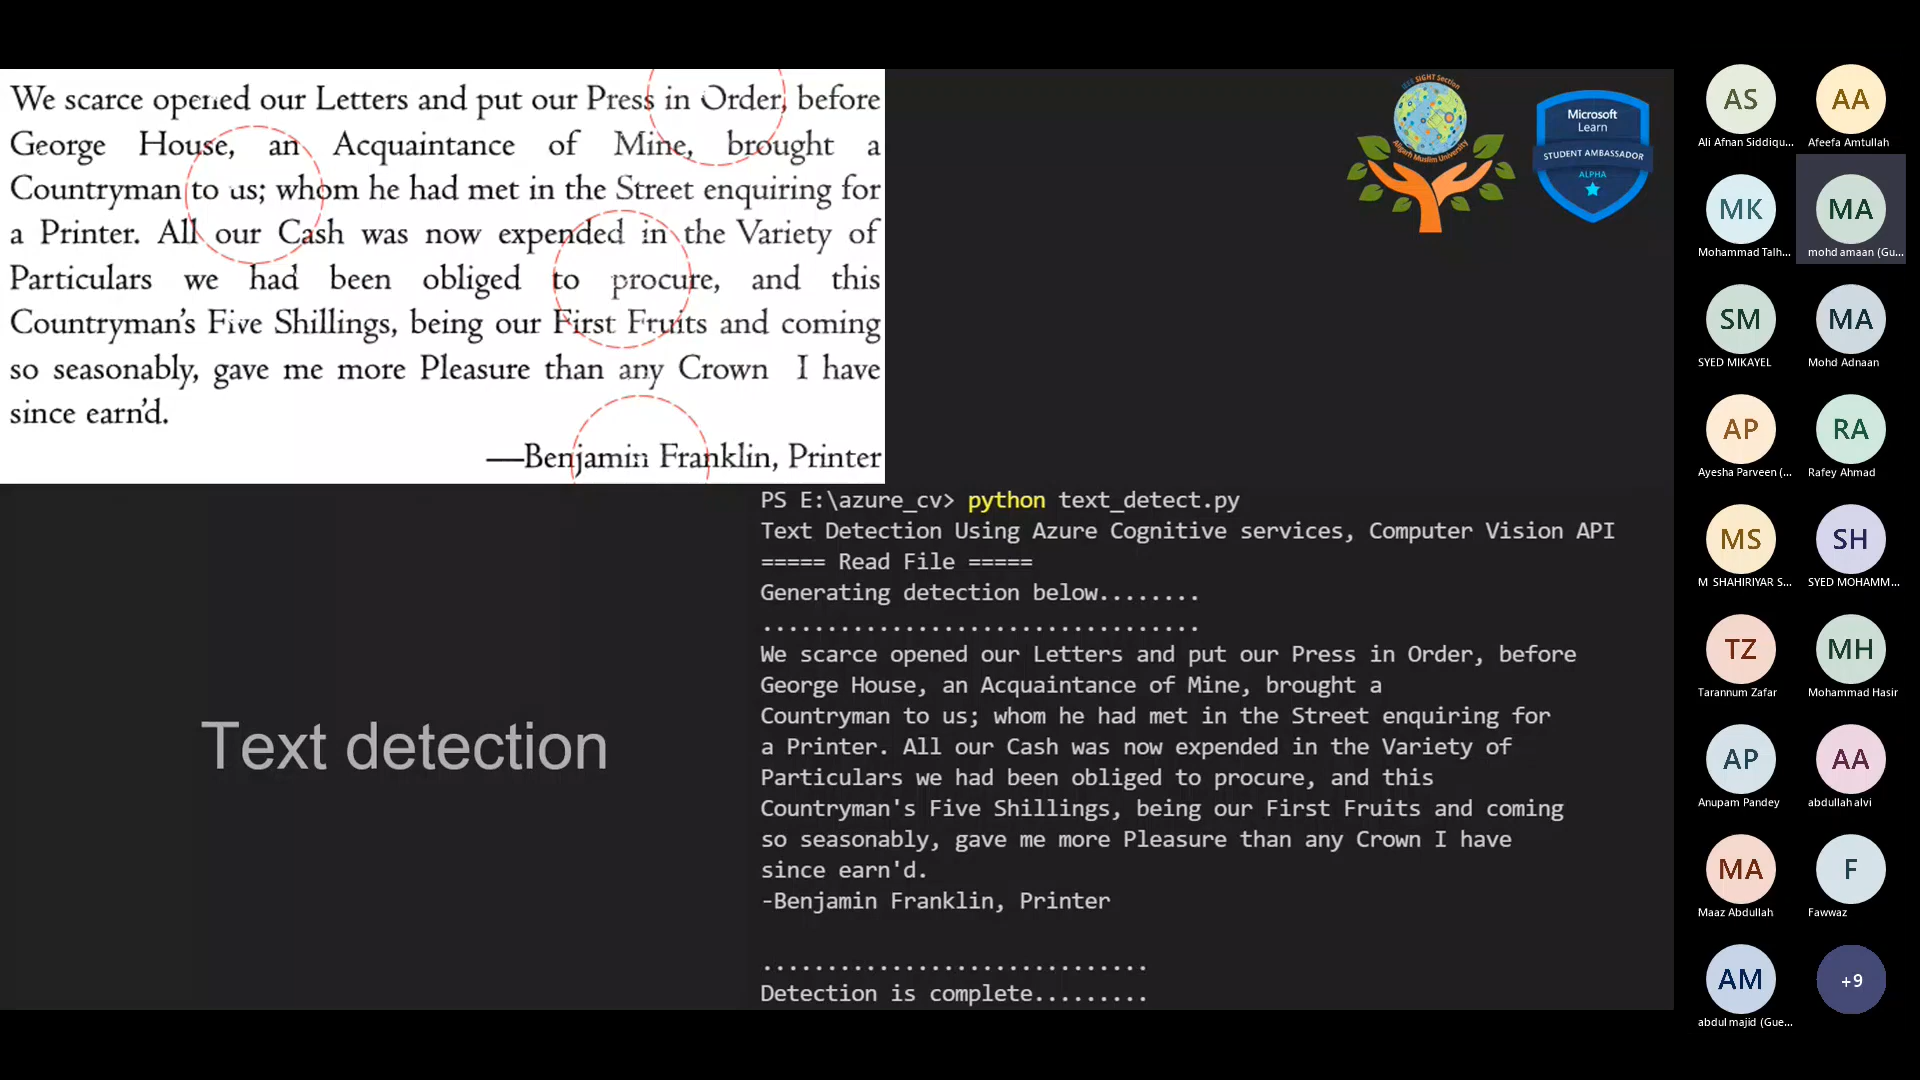 We scarce opened our Letters and put our Press in Order, before
George House, an Acquaintance of Mine, brought a
Countryman to us; whom he had met in the Street enquiring for
a Printer. All our Cash was now expended in the Variety of
Particulars we had been obliged to procure, and this
Countryman's Five Shillings, being our First Fruits and coming
so seasonably, gave me more Pleasure than any Crown I have
since earn'd.
—Benjamin Franklin, Printer
SIGHT Section
Aligarh Muslim University
Microsoft
Learn
STUDENT AMBASSADOR
ALPHA
Text detection
PS E:\azure_cv> python text_detect.py
Text Detection Using Azure Cognitive services, Computer Vision API
===== Read File =====
Generating detection below........
..................................
We scarce opened our Letters and put our Press in Order, before
George House, an Acquaintance of Mine, brought a
Countryman to us; whom he had met in the Street enquiring for
a Printer. All our Cash was now expended in the Variety of
Particulars we had been obliged to procure, and this
Countryman's Five Shillings, being our First Fruits and coming
so seasonably, gave me more Pleasure than any Crown I have
since earn'd.
-Benjamin Franklin, Printer
..............................
Detection is complete.........
AS
Ali Afnan Siddiqu...
AA
Afeefa Amtullah
MK
Mohammad Talh...
MA
mohd amaan (Gu...
SM
SYED MIKAYEL
MA
Mohd Adnaan
AP
Ayesha Parveen (...
RA
Rafey Ahmad
MS
M SHAHIRIYAR S...
SH
SYED MOHAMM...
TZ
Tarannum Zafar
MH
Mohammad Hasir
AP
Anupam Pandey
AA
abdullah alvi
MA
Maaz Abdullah
F
Fawwaz
AM
abdul majid (Gue...
+9